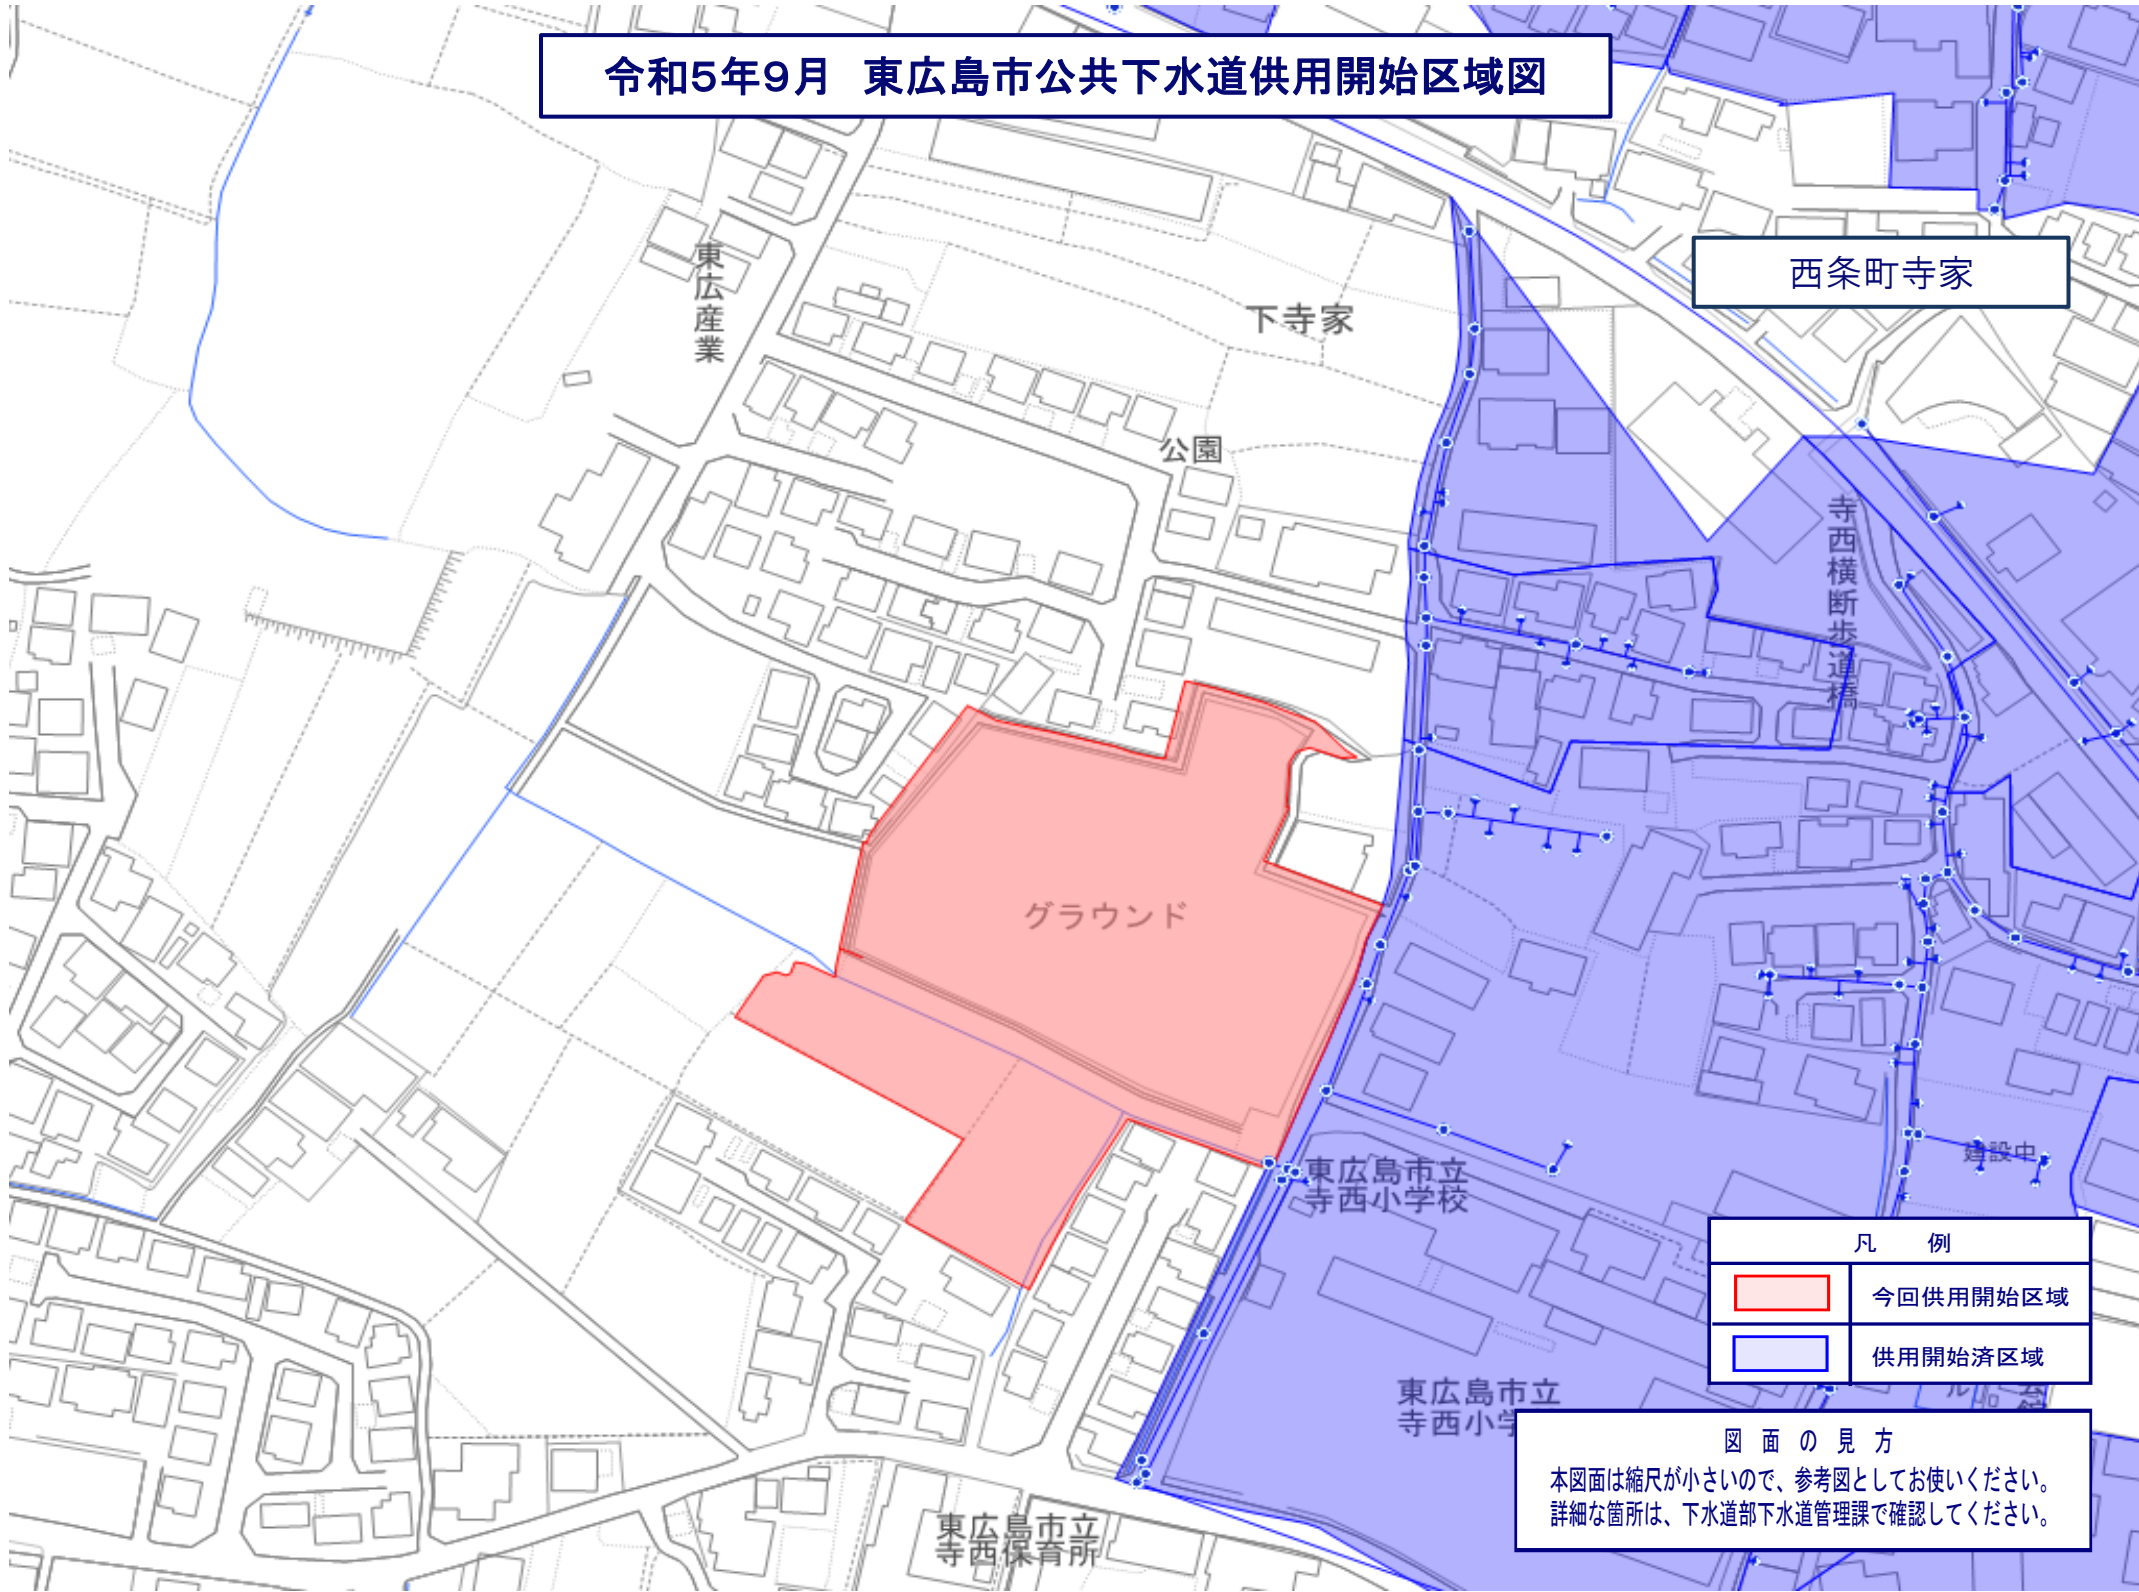 令和5年9月　東広島市公共下水道供用開始区域図
西条町寺家
東広産業
下寺家
公園
寺西横断歩道橋
グラウンド
東広島市立
寺西小学校
建設中
凡　例
今回供用開始区域
供用開始済区域
東広島市立
寺西小学
ル
図面の見方
本図面は縮尺が小さいので、参考図としてお使いください。
詳細な箇所は、下水道部下水道管理課で確認してください。
東広島市立
寺西保育所